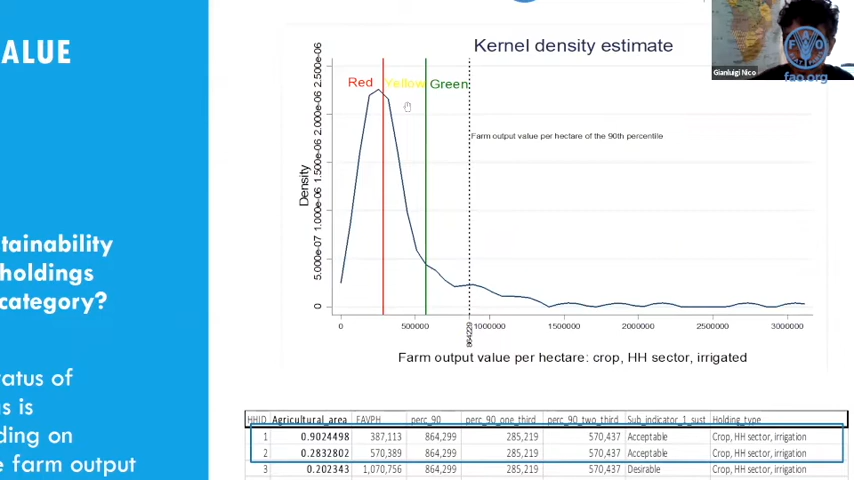 ALUE
tainability
holdings
category?
tatus of
s is
ding on
e farm output
Kernel density estimate
Red Yellow Green
Farm output value per hectare of the 90th percentile
Density
2.500e-06
2.000e-06
1.500e-06
1.000e-06
5.000e-07
0
0 500000 1000000 1500000 2000000 2500000 3000000
Farm output value per hectare: crop, HH sector, irrigated
HHID Agricultural_area FAVPH perc_90 perc_90_one_third perc_90_two_third Sub_indicator_1_sust Holding_type
1 0.9024498 387,113 864,299 285,219 570,437 Acceptable Crop, HH sector, irrigation
2 0.2832802 570,389 864,299 285,219 570,437 Acceptable Crop, HH sector, irrigation
3 0.202343 1,070,756 864,299 285,219 570,437 Desirable Crop, HH sector, irrigation
Gianluigi Nico
FAO
fao.org